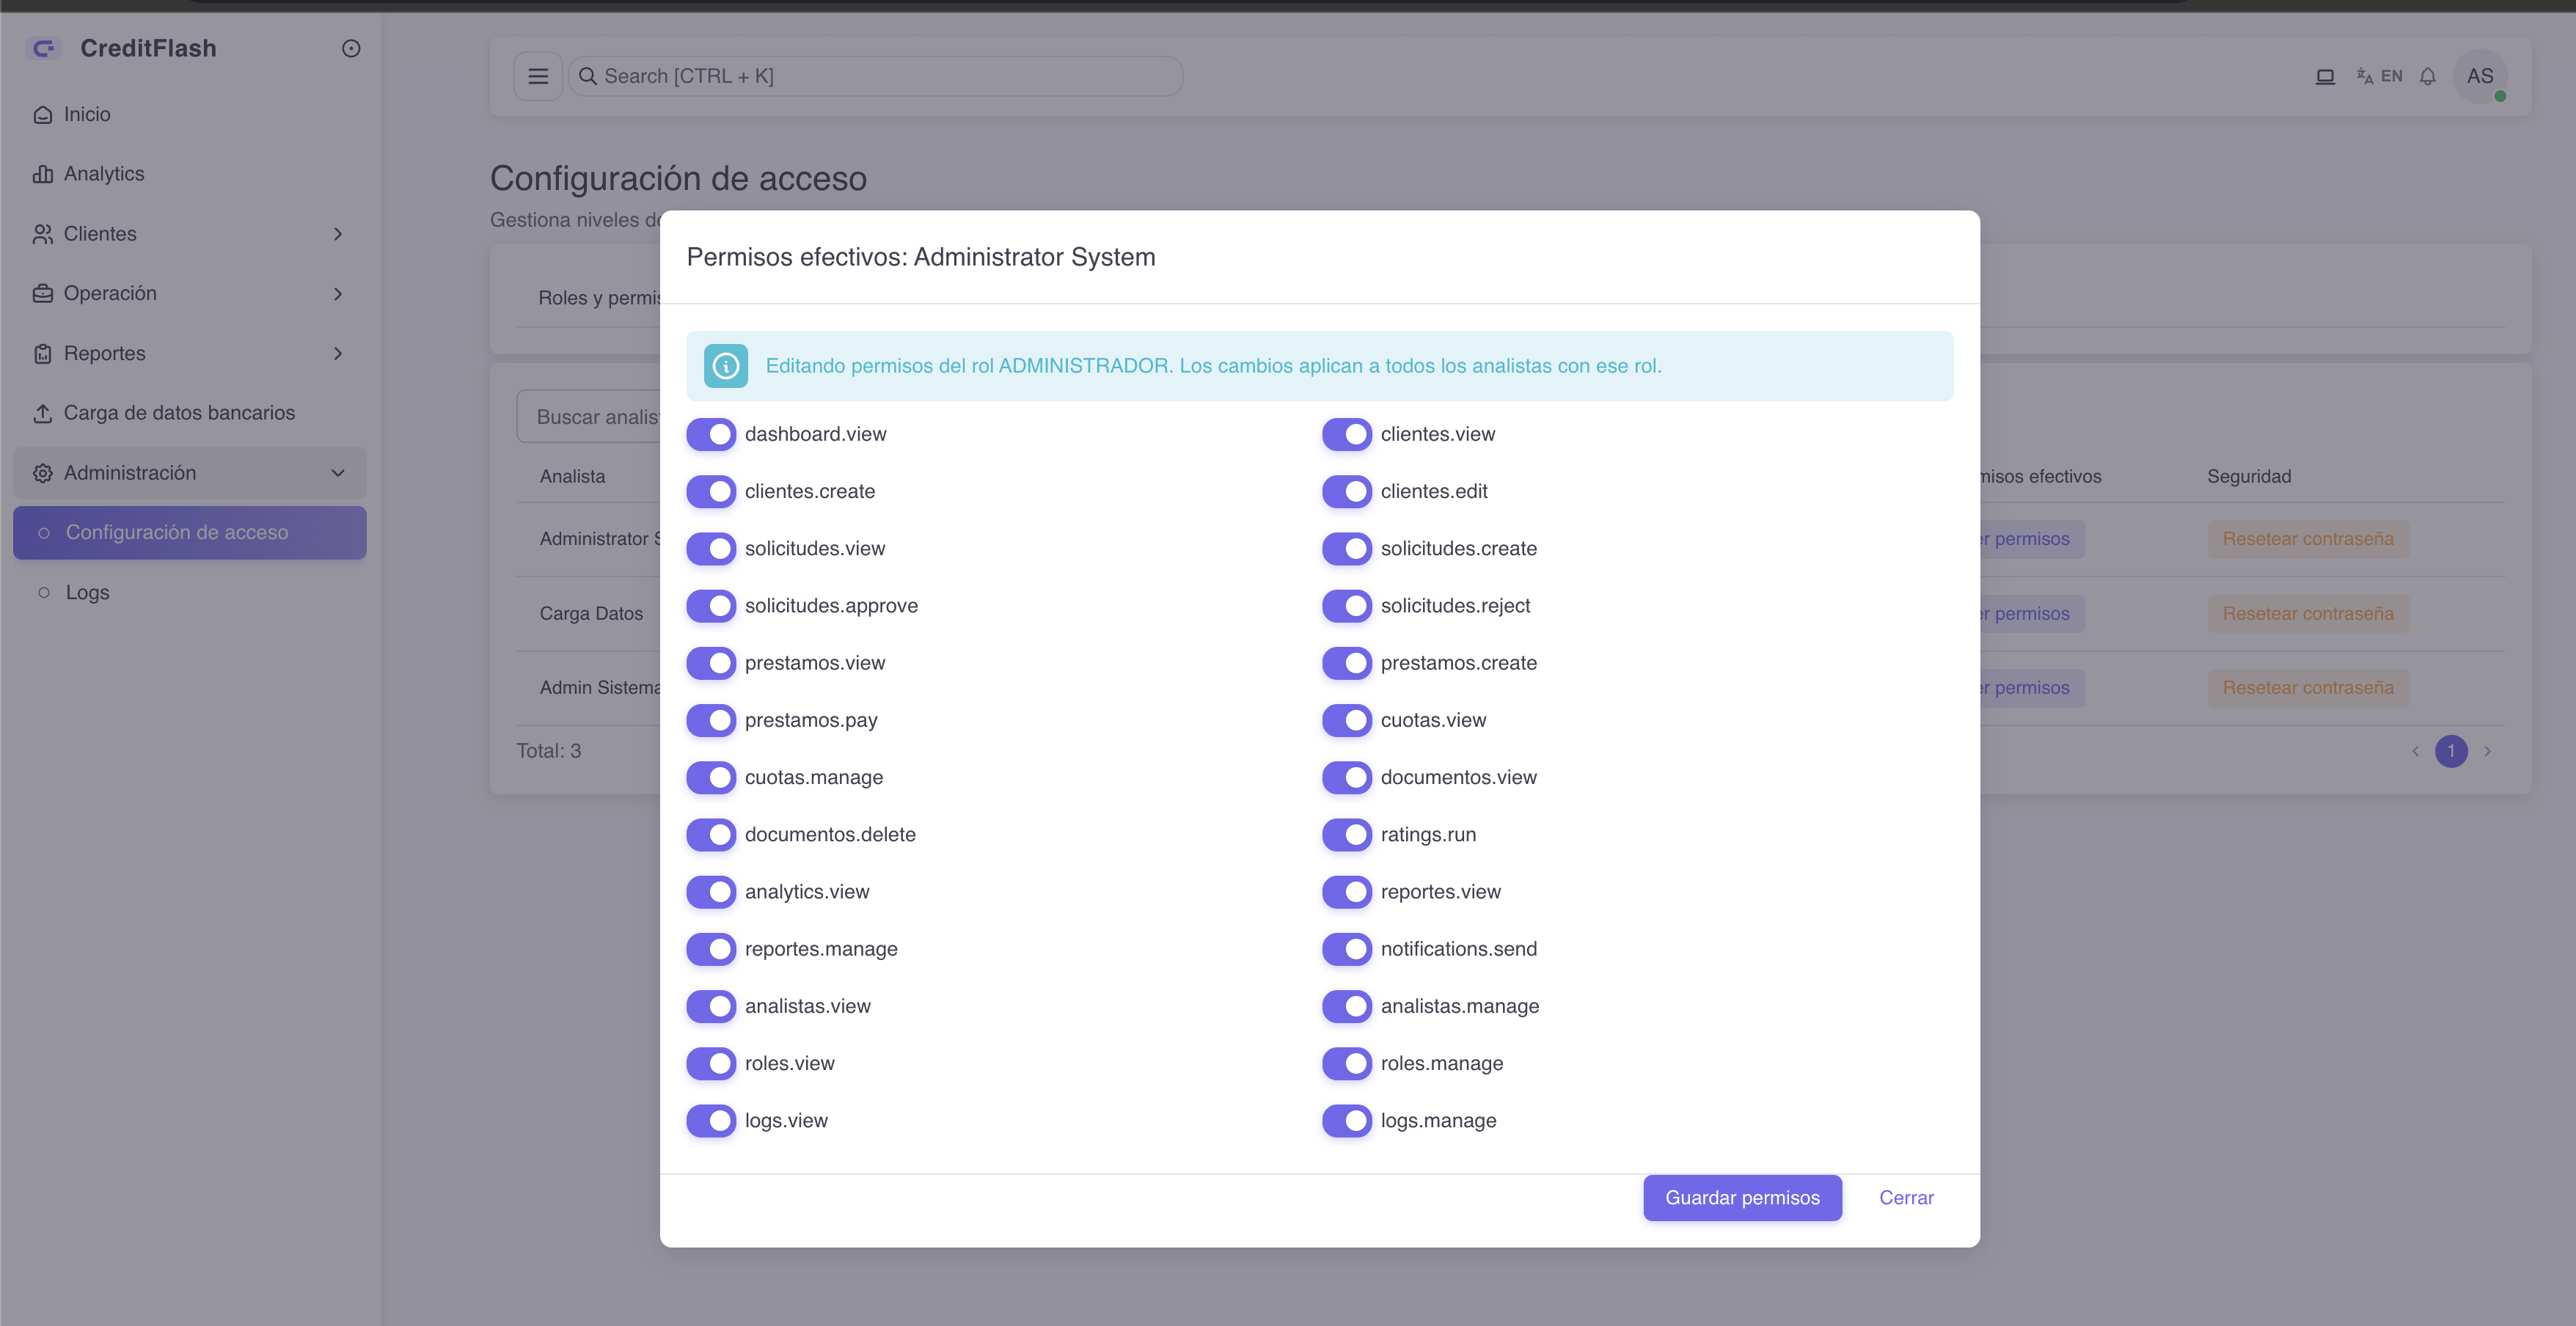 CreditFlash
Search [CTRL + K]
EN
AS
Inicio
Analytics
Clientes
Operación
Reportes
Carga de datos bancarios
Administración
Configuración de acceso
Logs
Configuración de acceso
Gestiona niveles
Roles y
Buscar
Analista
efectivos
Seguridad
Administrator
permisos
Resetear contraseña
Carga Datos
permisos
Resetear contraseña
Admin Sistema
permisos
Resetear contraseña
Total: 3
1
Permisos efectivos: Administrator System
Editando permisos del rol ADMINISTRADOR. Los cambios aplican a todos los analistas con ese rol.
dashboard.view
clientes.view
clientes.create
clientes.edit
solicitudes.view
solicitudes.create
solicitudes.approve
solicitudes.reject
prestamos.view
prestamos.create
prestamos.pay
cuotas.view
cuotas.manage
documentos.view
documentos.delete
ratings.run
analytics.view
reportes.view
reportes.manage
notifications.send
analistas.view
analistas.manage
roles.view
roles.manage
logs.view
logs.manage
Guardar permisos
Cerrar